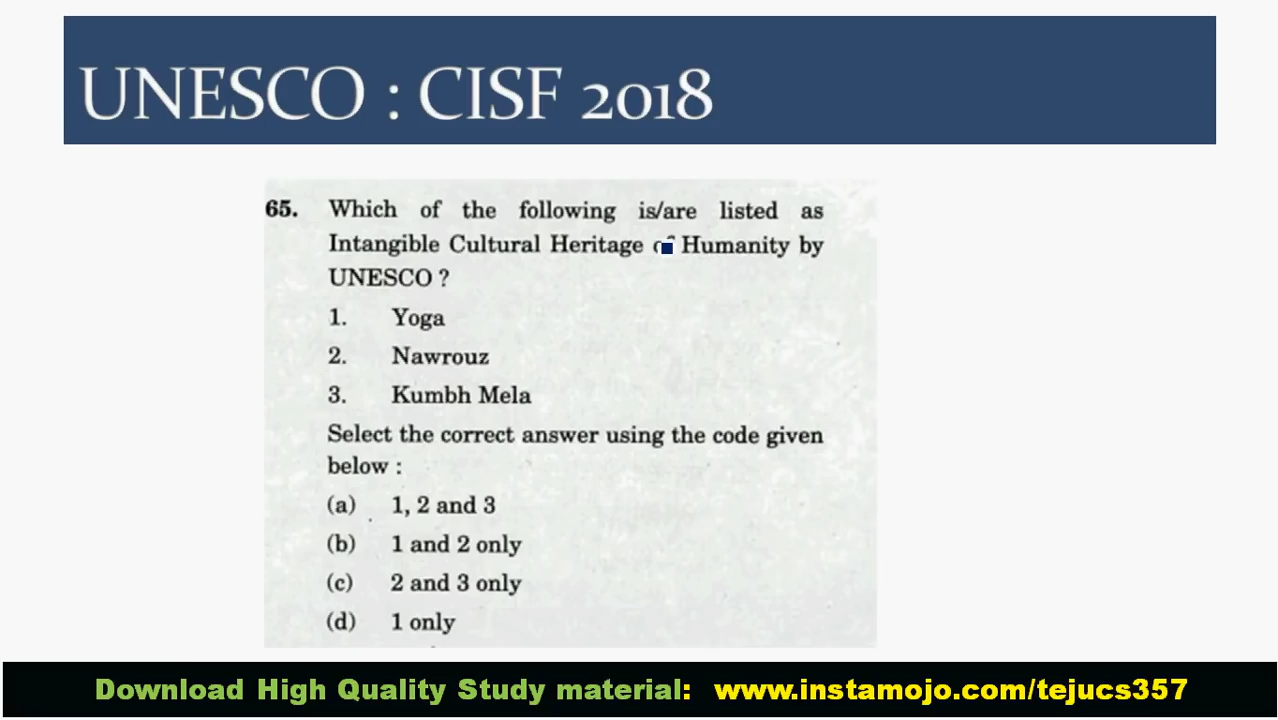 UNESCO : CISF 2018
65. Which of the following is/are listed as
Intangible Cultural Heritage of Humanity by
UNESCO ?
1. Yoga
2. Nawrouz
3. Kumbh Mela
Select the correct answer using the code given
below :
(a) 1, 2 and 3
(b) 1 and 2 only
(c) 2 and 3 only
(d) 1 only
Download High Quality Study material: www.instamojo.com/tejucs357